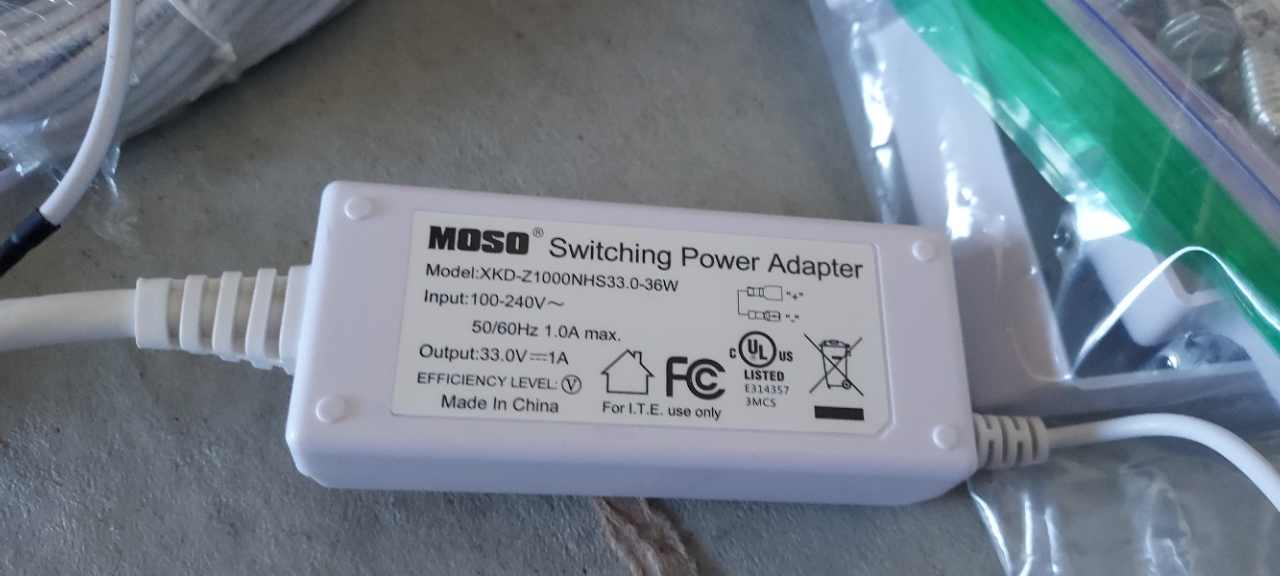 MOSO® Switching Power Adapter
Model:XKD-Z1000NHS33.0-36W
Input:100-240V～
50/60Hz 1.0A max.
Output:33.0V⎓1A
EFFICIENCY LEVEL:Ⓥ
Made In China
"+"
"-"
For I.T.E. use only
FCC
C UL US
LISTED
E314357
3MCS